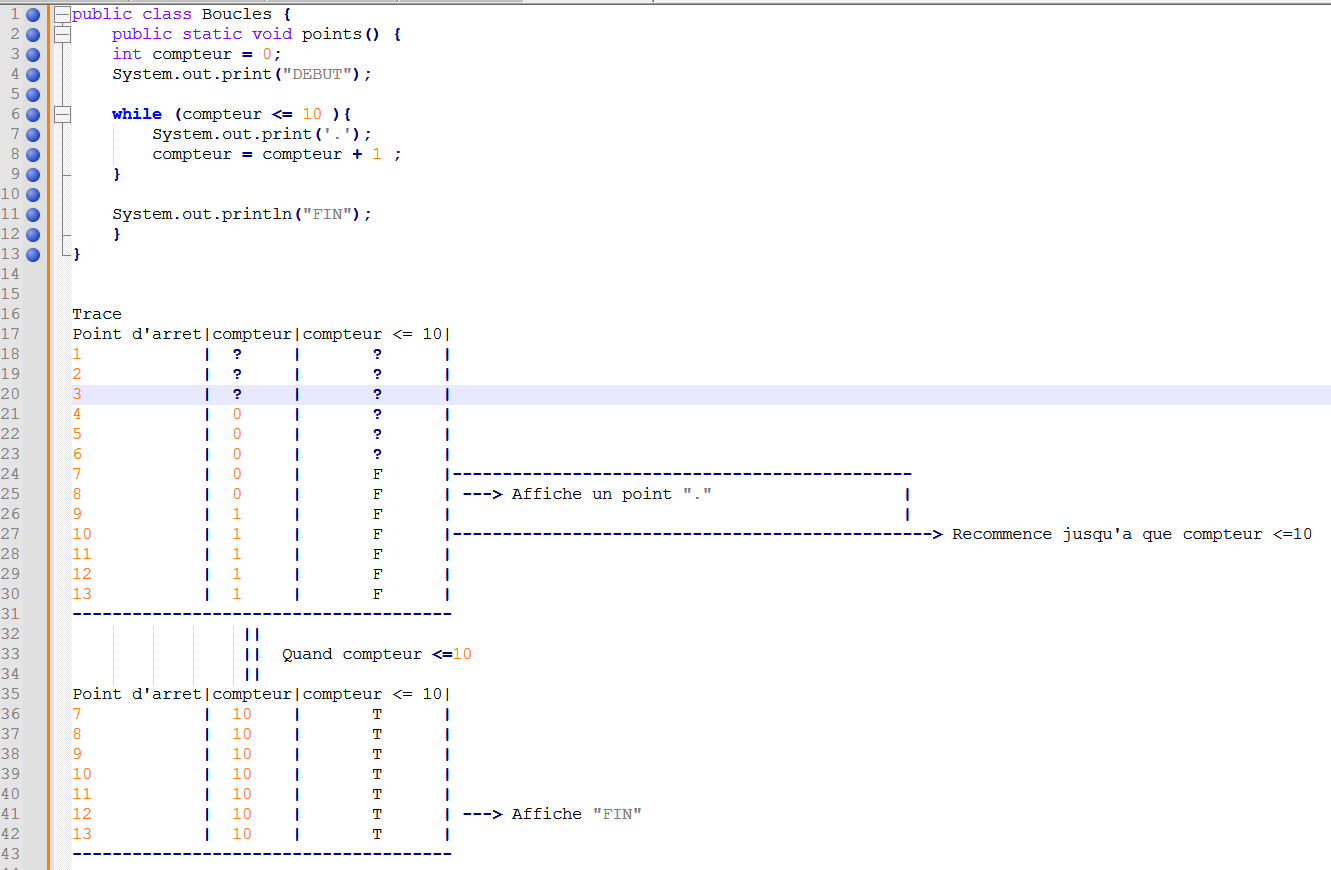 1 public class Boucles {
2 public static void points() {
3 int compteur = 0;
4 System.out.print("DEBUT");
5
6 while (compteur <= 10 ){
7 System.out.print('.');
8 compteur = compteur + 1 ;
9 }
10
11 System.out.println("FIN");
12 }
13 }
14
15
16 Trace
17 Point d'arret|compteur|compteur <= 10|
18 1 | ? | ? |
19 2 | ? | ? |
20 3 | ? | ? |
21 4 | 0 | ? |
22 5 | 0 | ? |
23 6 | 0 | ? |
24 7 | 0 | F |----------------------------------------------
25 8 | 0 | F | ---> Affiche un point "." |
26 9 | 1 | F | |
27 10 | 1 | F |------------------------------------------------> Recommence jusqu'a que compteur <=10
28 11 | 1 | F |
29 12 | 1 | F |
30 13 | 1 | F |
31 --------------------------------------
32 ||
33 || Quand compteur <=10
34 ||
35 Point d'arret|compteur|compteur <= 10|
36 7 | 10 | T |
37 8 | 10 | T |
38 9 | 10 | T |
39 10 | 10 | T |
40 11 | 10 | T |
41 12 | 10 | T | ---> Affiche "FIN"
42 13 | 10 | T |
43 --------------------------------------